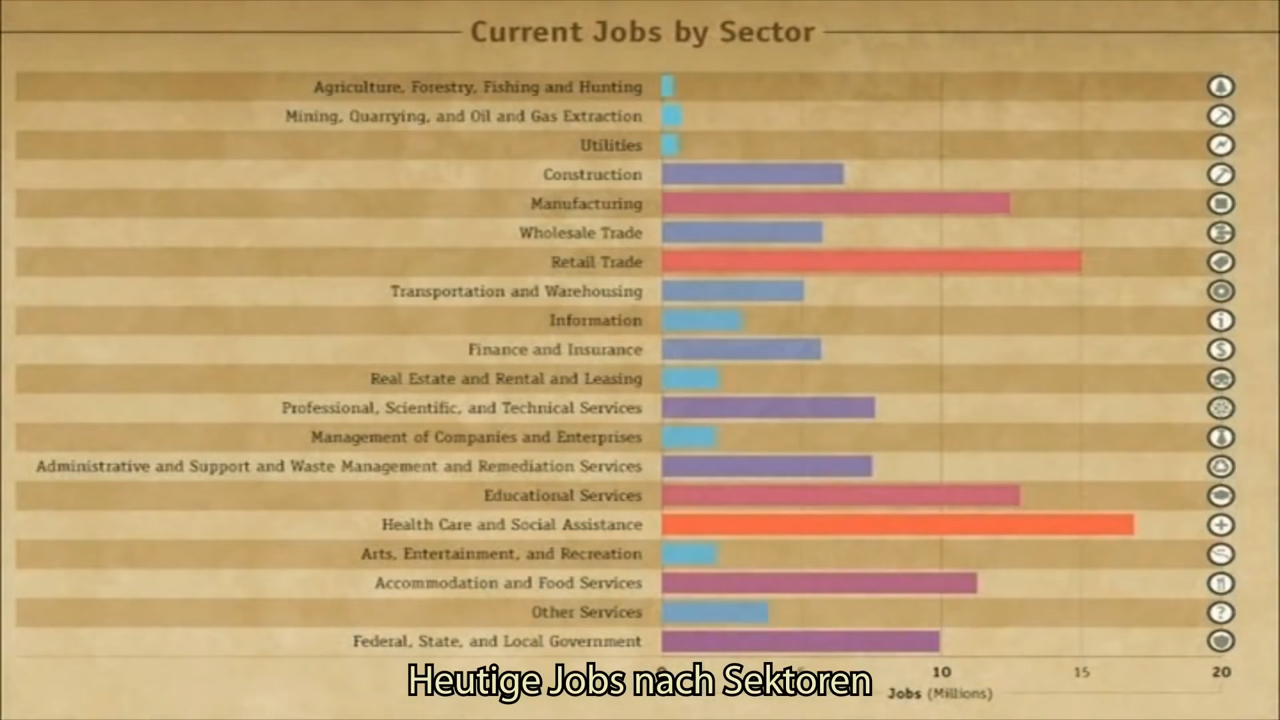 Current Jobs by Sector
Agriculture, Forestry, Fishing and Hunting
Mining, Quarrying, and Oil and Gas Extraction
Utilities
Construction
Manufacturing
Wholesale Trade
Retail Trade
Transportation and Warehousing
Information
Finance and Insurance
Real Estate and Rental and Leasing
Professional, Scientific, and Technical Services
Management of Companies and Enterprises
Administrative and Support and Waste Management and Remediation Services
Educational Services
Health Care and Social Assistance
Arts, Entertainment, and Recreation
Accommodation and Food Services
Other Services
Federal, State, and Local Government
10 15 20
Heutige Jobs nach Sektoren
Jobs (Millions)